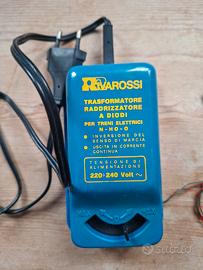 RIVAROSSI
TRASFORMATORE
RADDRIZZATORE
A DIODI
PER TRENI ELETTRICI
N-HO-O
INVERSIONE DEL
SENSO DI MARCIA
USCITA IN CORRENTE
CONTINUA
TENSIONE DI
ALIMENTAZIONE
220-240 Volt ~
subito